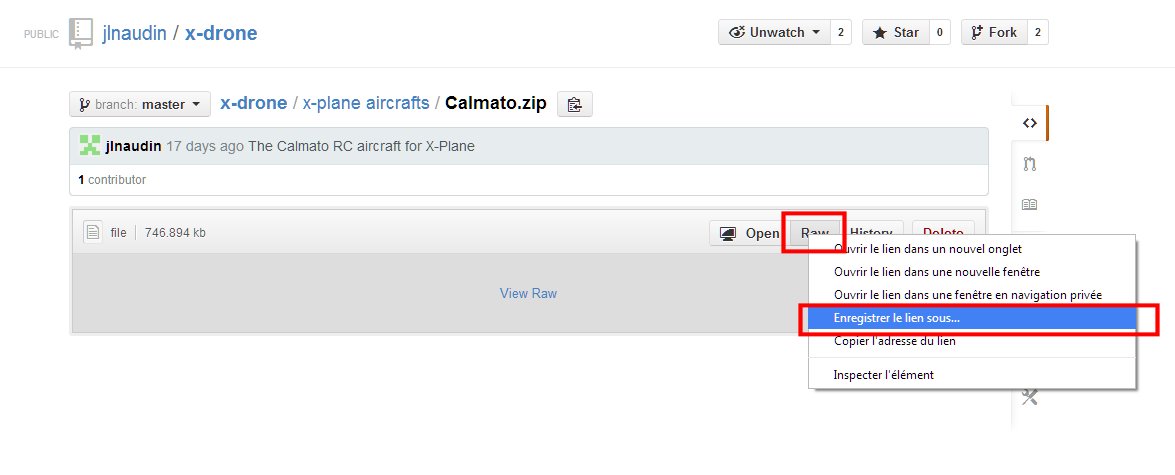 PUBLIC jlnaudin / x-drone Unwatch 2 Star 0 Fork 2
branch: master x-drone / x-plane aircrafts / Calmato.zip
jlnaudin 17 days ago The Calmato RC aircraft for X-Plane
1 contributor
file 746.894 kb Open Raw History Delete
View Raw
Ouvrir le lien dans un nouvel onglet
Ouvrir le lien dans une nouvelle fenêtre
Ouvrir le lien dans une fenêtre en navigation privée
Enregistrer le lien sous...
Copier l'adresse du lien
Inspecter l'élément